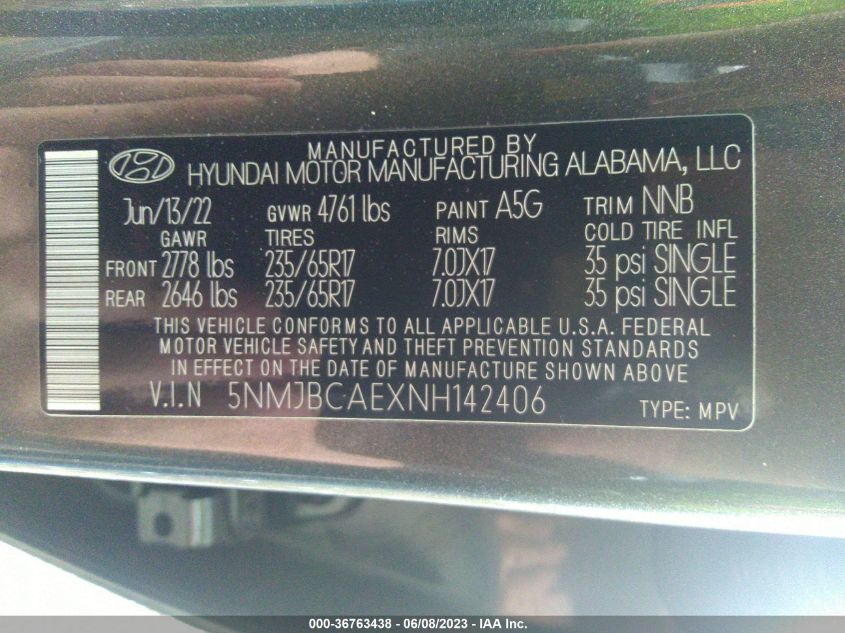 MANUFACTURED BY
HYUNDAI MOTOR MANUFACTURING ALABAMA, LLC
Jun/13/22 GVWR 4761 lbs PAINT A5G TRIM NNB
GAWR TIRES RIMS COLD TIRE INFL
FRONT 2778 lbs 235/65R17 7.0JX17 35 psi SINGLE
REAR 2646 lbs 235/65R17 7.0JX17 35 psi SINGLE
THIS VEHICLE CONFORMS TO ALL APPLICABLE U.S.A. FEDERAL
MOTOR VEHICLE SAFETY AND THEFT PREVENTION STANDARDS
IN EFFECT ON THE DATE OF MANUFACTURE SHOWN ABOVE
V.I.N 5NMJBCAEXNH142406 TYPE: MPV
000-36763438 - 06/08/2023 - IAA Inc.